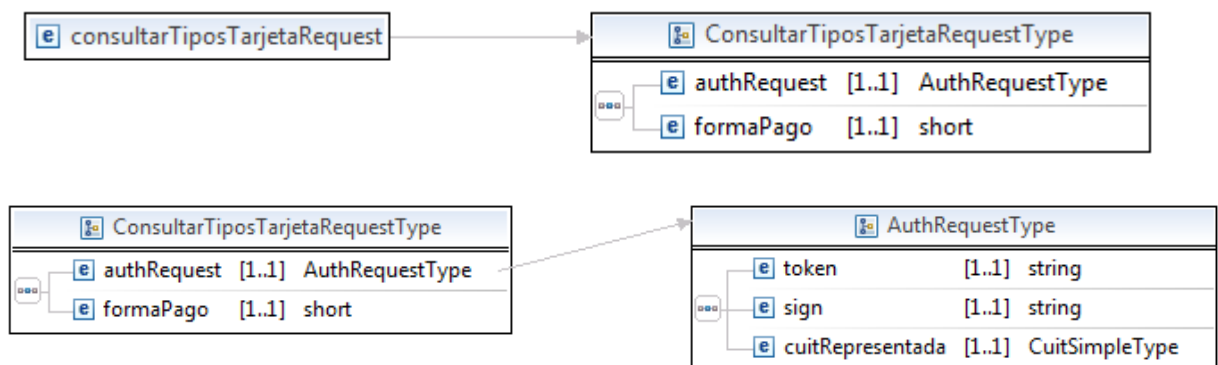 consultarTiposTarjetaRequest
ConsultarTiposTarjetaRequestType
authRequest [1..1] AuthRequestType
formaPago [1..1] short
ConsultarTiposTarjetaRequestType
authRequest [1..1] AuthRequestType
formaPago [1..1] short
AuthRequestType
token [1..1] string
sign [1..1] string
cuitRepresentada [1..1] CuitSimpleType